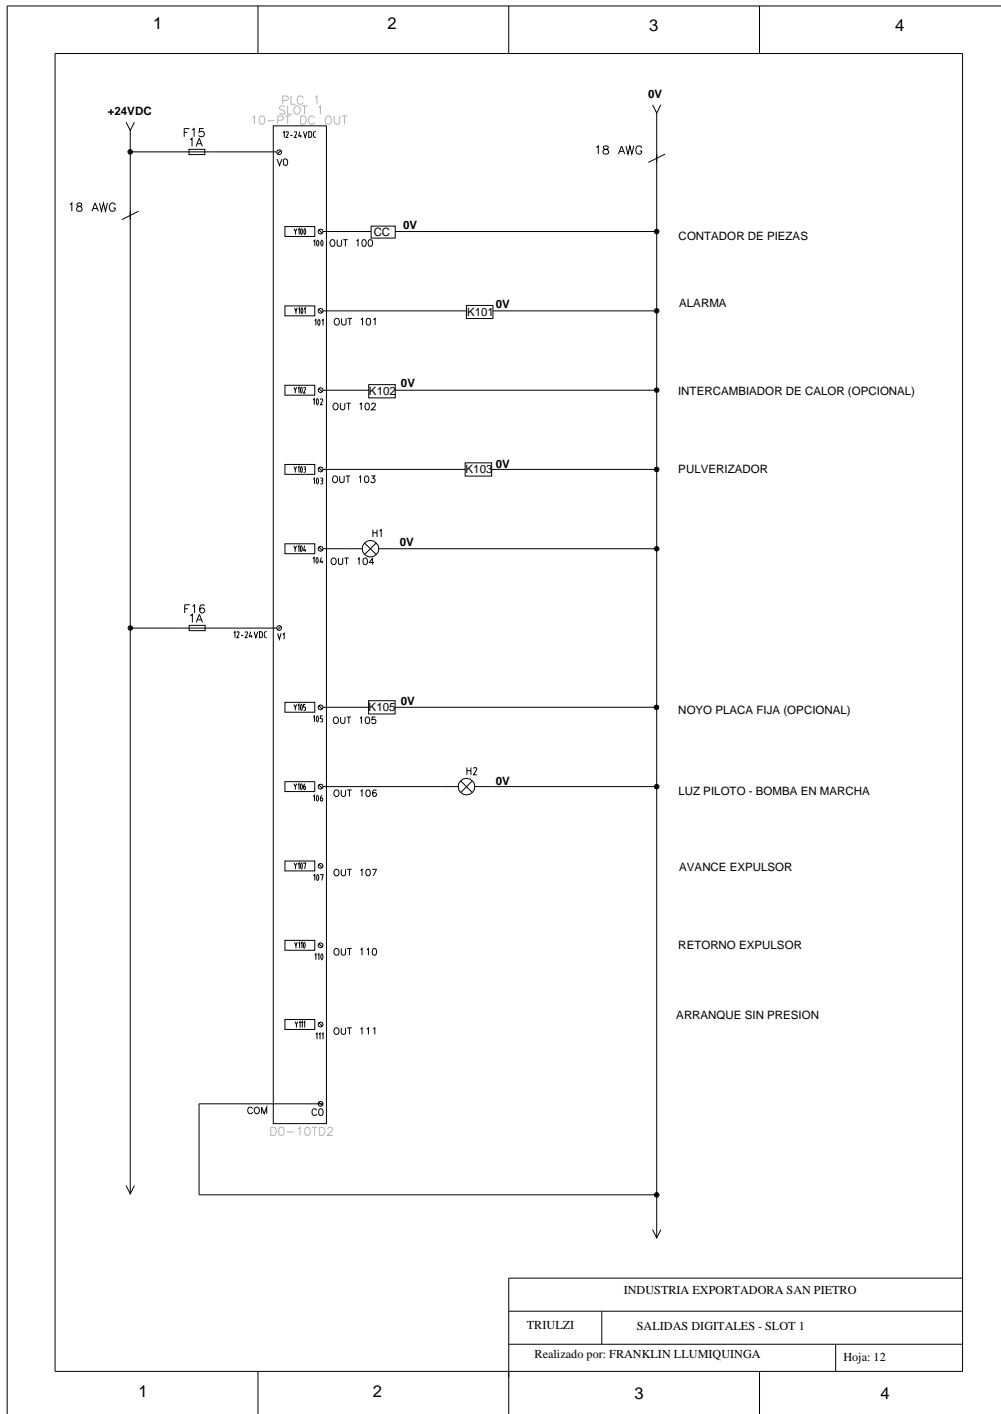 1 2 3 4
+24VDC
PLC 1
SLOT 1
10-PT DC OUT
0V
F15
1A
12-24VDC
V0
18 AWG
18 AWG
Y100
100
OUT 100
CC
0V
CONTADOR DE PIEZAS
Y101
101
OUT 101
K101
0V
ALARMA
Y102
102
OUT 102
K102
0V
INTERCAMBIADOR DE CALOR (OPCIONAL)
Y103
103
OUT 103
K103
0V
PULVERIZADOR
Y104
104
OUT 104
H1
0V
F16
1A
12-24VDC
V1
Y105
105
OUT 105
K105
0V
NOYO PLACA FIJA (OPCIONAL)
Y106
106
OUT 106
H2
0V
LUZ PILOTO - BOMBA EN MARCHA
Y107
107
OUT 107
AVANCE EXPULSOR
Y110
110
OUT 110
RETORNO EXPULSOR
Y111
111
OUT 111
ARRANQUE SIN PRESION
COM
C0
D0-10TD2
INDUSTRIA EXPORTADORA SAN PIETRO
TRIULZI
SALIDAS DIGITALES - SLOT 1
Realizado por: FRANKLIN LLUMIQUINGA
Hoja: 12
1 2 3 4